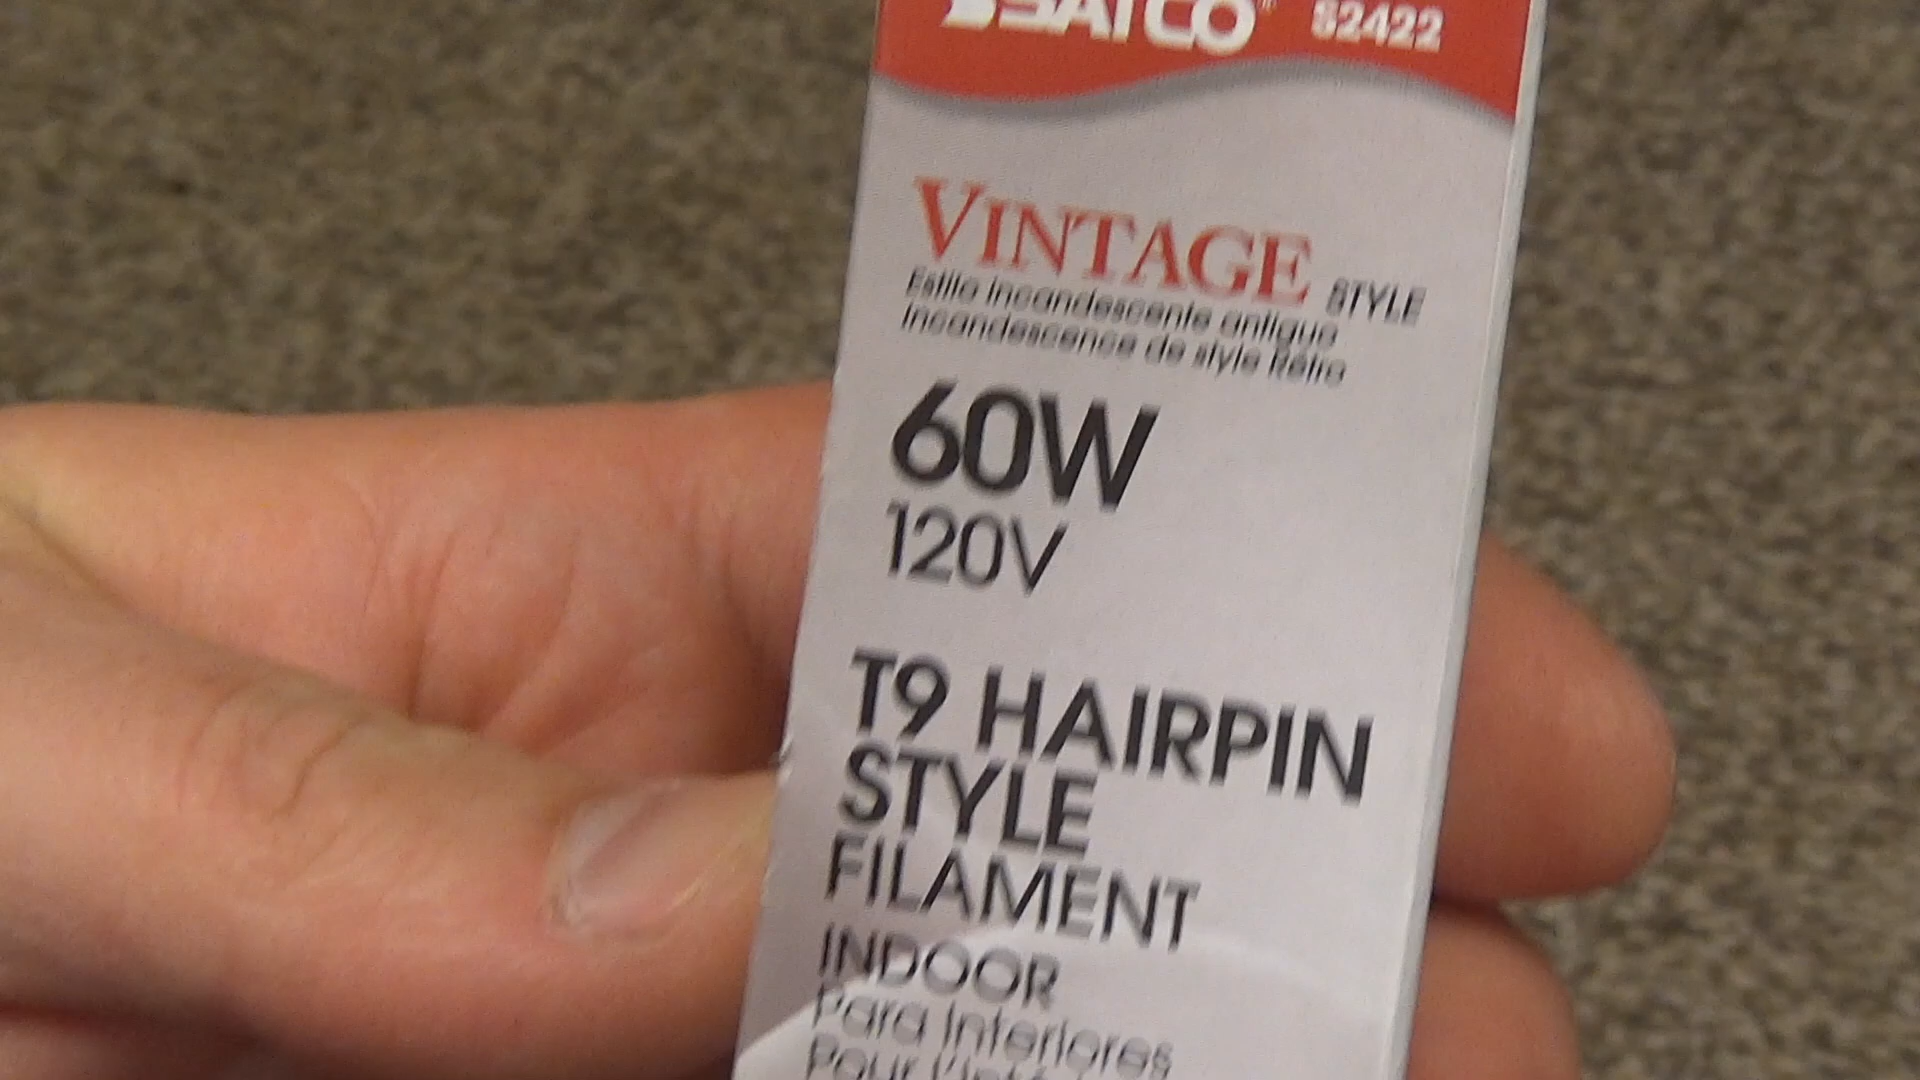 SATCO® S2422
VINTAGE STYLE
Estilo incandescente antiguo
Incandescence de style Rétro
60W
120V
T9 HAIRPIN
STYLE
FILAMENT
INDOOR
Para Interiores
Pour